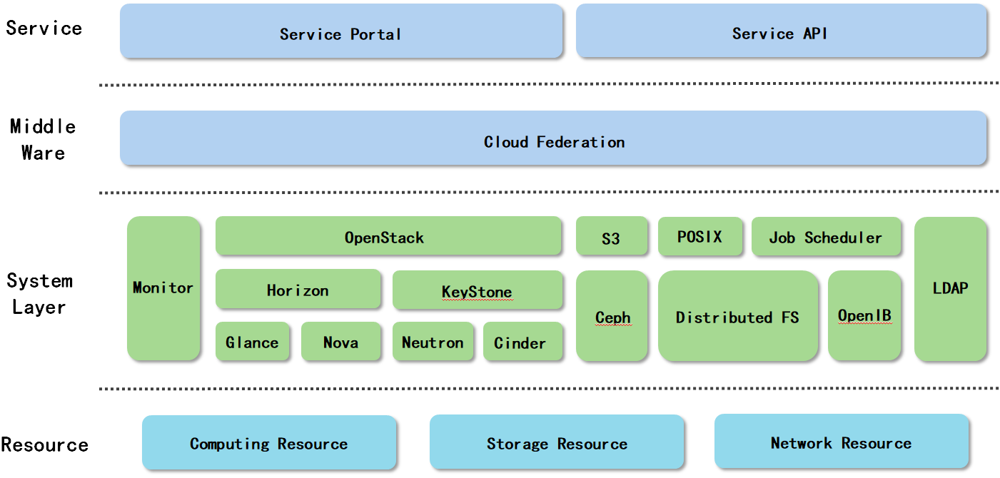 Service
Service Portal
Service API
Middle
Ware
Cloud Federation
System
Layer
Monitor
OpenStack
S3
POSIX
Job Scheduler
LDAP
Horizon
KeyStone
Ceph
Distributed FS
OpenIB
Glance
Nova
Neutron
Cinder
Resource
Computing Resource
Storage Resource
Network Resource